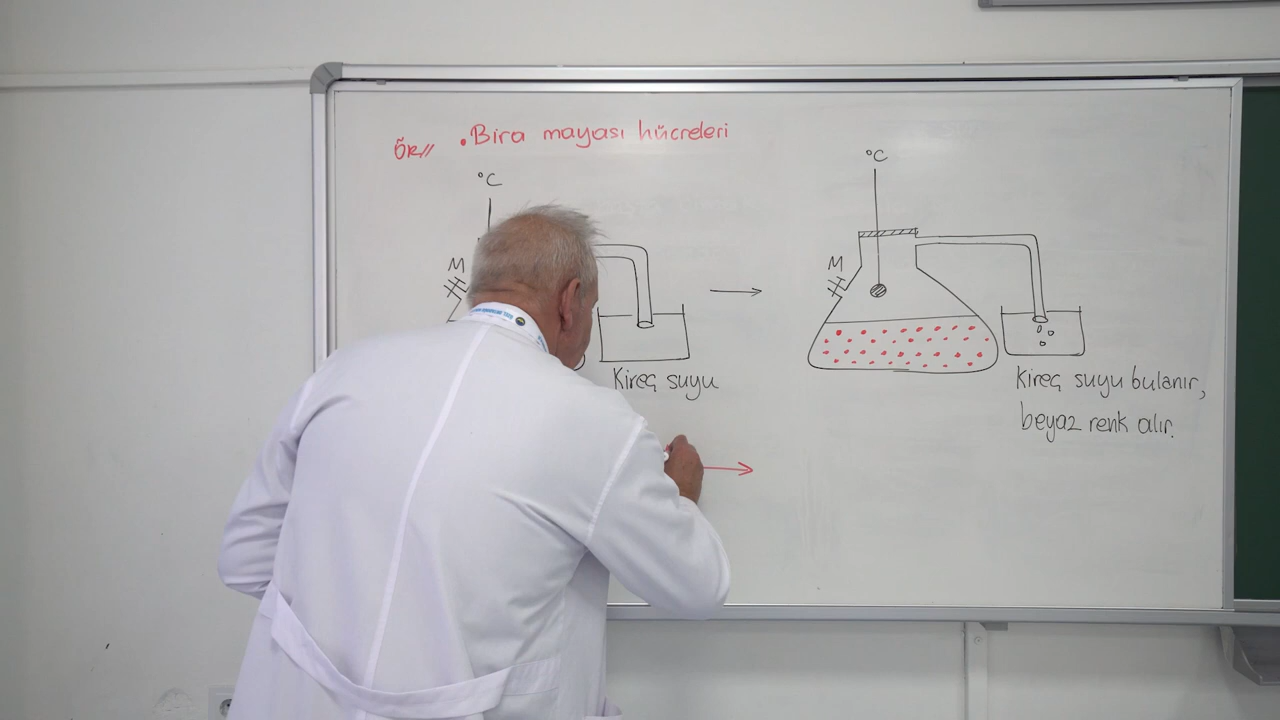 ÖR// • Bira mayası hücreleri
°C
M
Kireç suyu
°C
M
Kireç suyu bulanır,
beyaz renk alır.